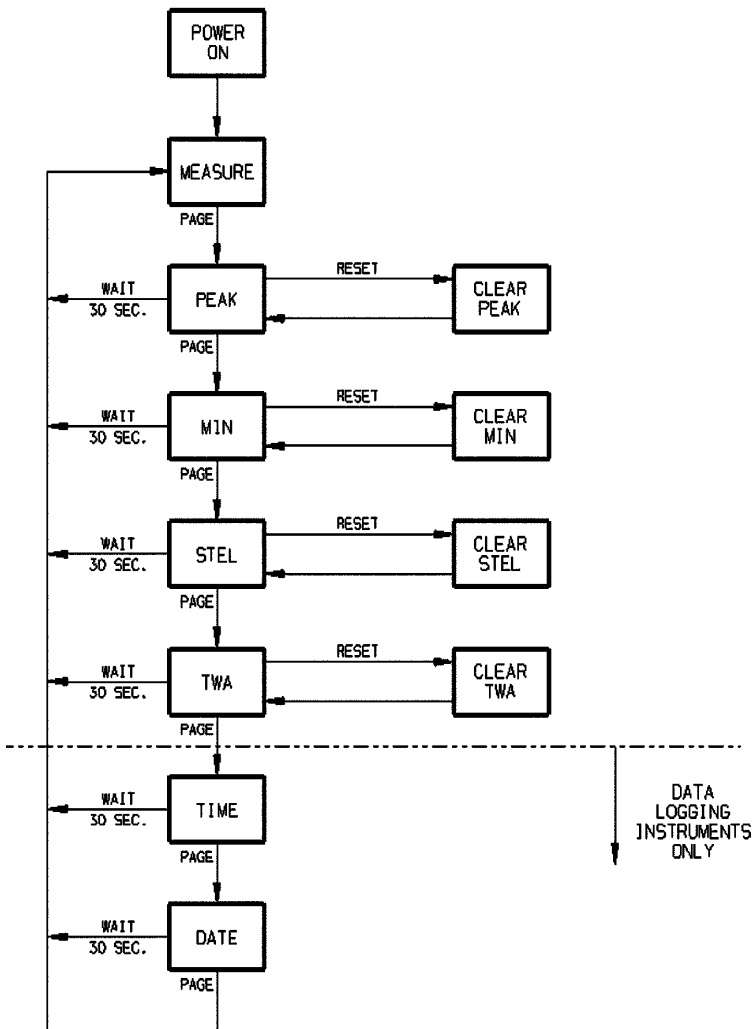 POWER
ON
MEASURE
PAGE
RESET
WAIT
30 SEC.
PEAK
CLEAR
PEAK
PAGE
RESET
WAIT
30 SEC.
MIN
CLEAR
MIN
PAGE
RESET
WAIT
30 SEC.
STEL
CLEAR
STEL
PAGE
RESET
WAIT
30 SEC.
TWA
CLEAR
TWA
PAGE
WAIT
30 SEC.
TIME
DATA
LOGGING
INSTRUMENTS
ONLY
PAGE
WAIT
30 SEC.
DATE
PAGE